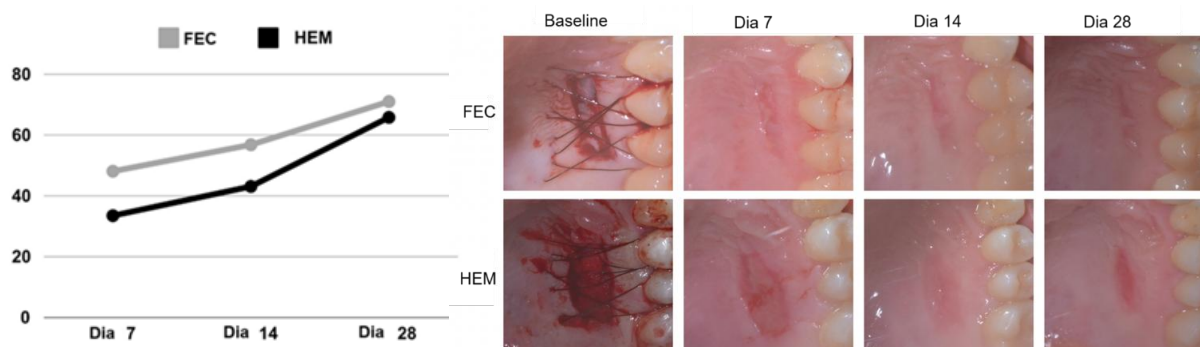 FEC HEM
80
60
40
20
0
Dia 7 Dia 14 Dia 28
Baseline Dia 7 Dia 14 Dia 28
FEC
HEM